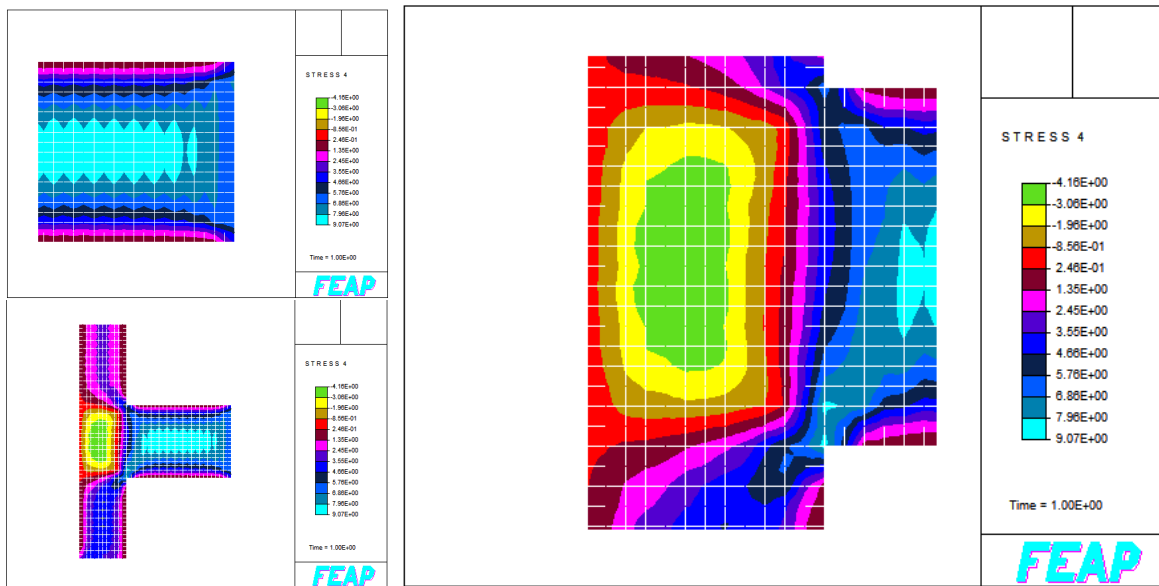 STRESS 4
-4.16E+00
-3.06E+00
-1.96E+00
-8.56E-01
2.46E-01
1.35E+00
2.45E+00
3.55E+00
4.66E+00
5.76E+00
6.86E+00
7.96E+00
9.07E+00
Time = 1.00E+00
FEAP
STRESS 4
-4.16E+00
-3.06E+00
-1.96E+00
-8.56E-01
2.46E-01
1.35E+00
2.45E+00
3.55E+00
4.66E+00
5.76E+00
6.86E+00
7.96E+00
9.07E+00
Time = 1.00E+00
FEAP
STRESS 4
-4.16E+00
-3.06E+00
-1.96E+00
-8.56E-01
2.46E-01
1.35E+00
2.45E+00
3.55E+00
4.66E+00
5.76E+00
6.86E+00
7.96E+00
9.07E+00
Time = 1.00E+00
FEAP